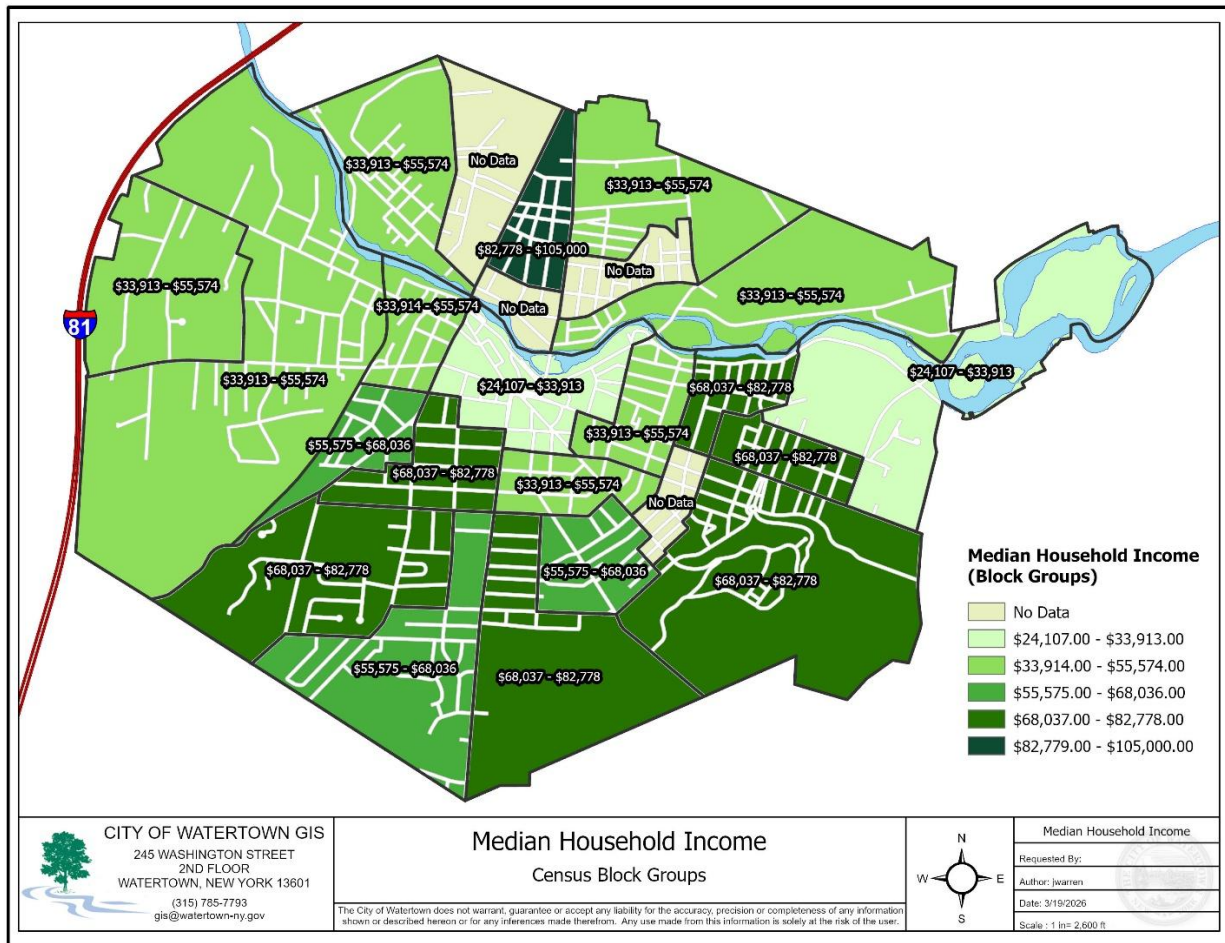 $33,913 - $55,574
No Data
$33,913 - $55,574
$82,778 - $105,000
No Data
$33,913 - $55,574
$33,913 - $55,574
$33,914 - $55,574
No Data
81
$33,913 - $55,574
$24,107 - $33,913
$24,107 - $33,913
$68,037 - $82,778
$33,913 - $55,574
$55,575 - $68,036
$68,037 - $82,778
$68,037 - $82,778
$33,913 - $55,574
No Data
$68,037 - $82,778
$55,575 - $68,036
$68,037 - $82,778
$55,575 - $68,036
$68,037 - $82,778
Median Household Income
(Block Groups)
No Data
$24,107.00 - $33,913.00
$33,914.00 - $55,574.00
$55,575.00 - $68,036.00
$68,037.00 - $82,778.00
$82,779.00 - $105,000.00
CITY OF WATERTOWN GIS
245 WASHINGTON STREET
2ND FLOOR
WATERTOWN, NEW YORK 13601
(315) 785-7793
gis@watertown-ny.gov
Median Household Income
Census Block Groups
The City of Watertown does not warrant, guarantee or accept any liability for the accuracy, precision or completeness of any information
shown or described hereon or for any inferences made therefrom. Any use made from this information is solely at the risk of the user.
N
W E
S
Median Household Income
Requested By:
Author: jwarren
Date: 3/19/2026
Scale : 1 in= 2,600 ft